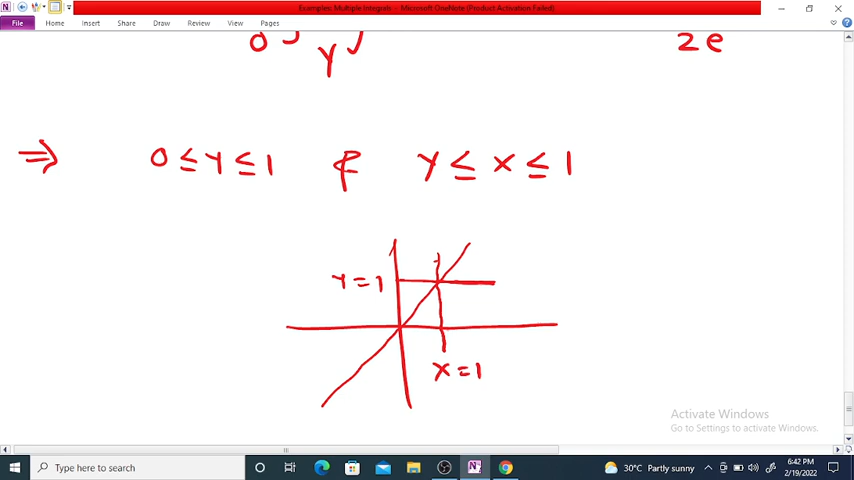 Examples: Multiple Integrals - Microsoft OneNote (Product Activation Failed)
File Home Insert Share Draw History Review View Pages
0 y 2e
⇒ 0 ≤ Y ≤ 1 & Y ≤ X ≤ 1
Y = 1
X = 1
Activate Windows
Go to Settings to activate Windows.
Type here to search
30°C Partly sunny
6:42 PM
2/19/2022